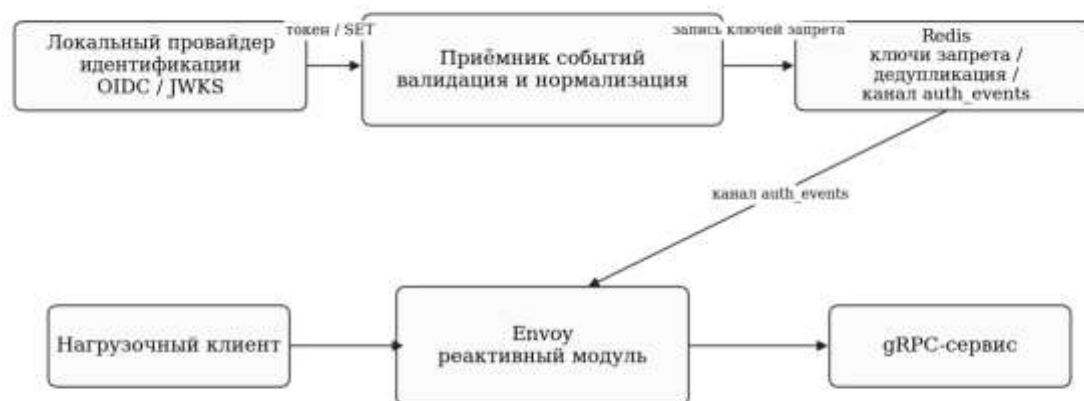 Локальный провайдер
идентификации
OIDC / JWKS
токен / SET
Приёмник событий
валидация и нормализация
запись ключей запрета
Redis
ключи запрета /
дедупликация /
канал auth_events
канал auth_events
Нагрузочный клиент
Envoy
реактивный модуль
gRPC-сервис